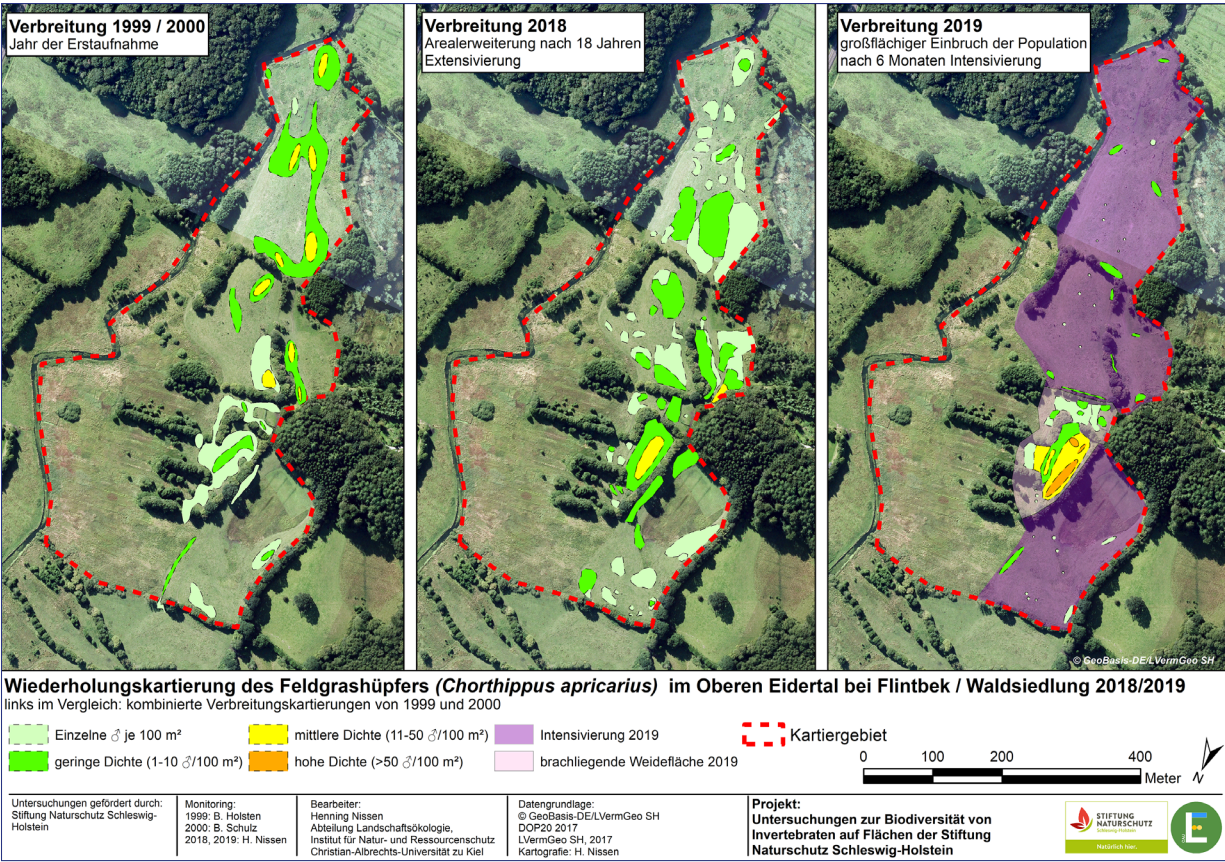 Verbreitung 1999 / 2000
Jahr der Erstaufnahme
Verbreitung 2018
Arealerweiterung nach 18 Jahren
Extensivierung
Verbreitung 2019
großflächiger Einbruch der Population
nach 6 Monaten Intensivierung
© GeoBasis-DE/LVermGeo SH
Wiederholungskartierung des Feldgrashüpfers (Chorthippus apricarius) im Oberen Eidertal bei Flintbek / Waldsiedlung 2018/2019
links im Vergleich: kombinierte Verbreitungskartierungen von 1999 und 2000
Einzelne ♂ je 100 m²
geringe Dichte (1-10 ♂/100 m²)
mittlere Dichte (11-50 ♂/100 m²)
hohe Dichte (>50 ♂/100 m²)
Intensivierung 2019
brachliegende Weidefläche 2019
Kartiergebiet
0 100 200 400
Meter
N
Untersuchungen gefördert durch:
Stiftung Naturschutz Schleswig-
Holstein
Monitoring:
1999: B. Holsten
2000: B. Schulz
2018, 2019: H. Nissen
Bearbeiter:
Henning Nissen
Abteilung Landschaftsökologie,
Institut für Natur- und Ressourcenschutz
Christian-Albrechts-Universität zu Kiel
Datengrundlage:
© GeoBasis-DE/LVermGeo SH
DOP20 2017
LVermGeo SH, 2017
Kartografie: H. Nissen
Projekt:
Untersuchungen zur Biodiversität von
Invertebraten auf Flächen der Stiftung
Naturschutz Schleswig-Holstein
STIFTUNG
NATURSCHUTZ
Schleswig-Holstein
Natürlich hier.
E